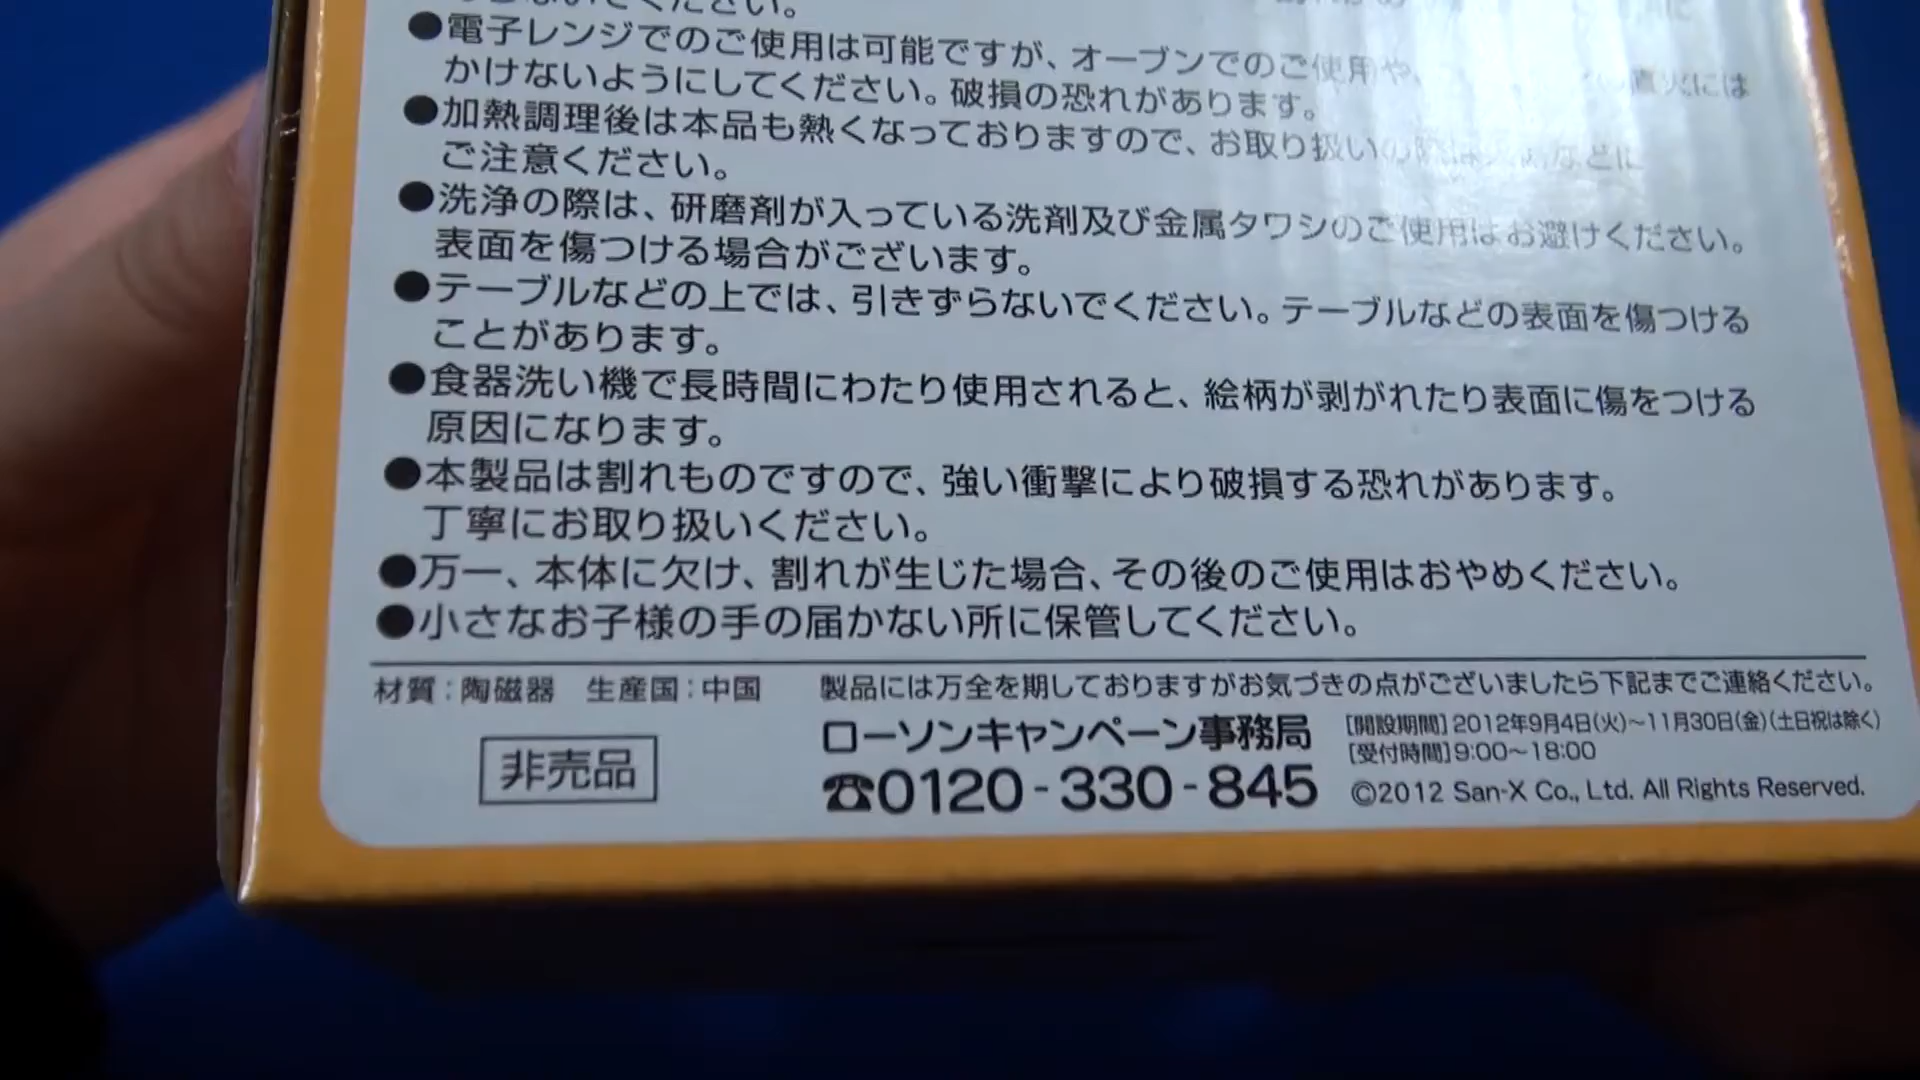 ください。
●電子レンジでのご使用は可能ですが、オーブンでのご使用や、直火には
かけないようにしてください。破損の恐れがあります。
●加熱調理後は本品も熱くなっておりますので、お取り扱いの際は などに
ご注意ください。
●洗浄の際は、研磨剤が入っている洗剤及び金属タワシのご使用はお避けください。
表面を傷つける場合がございます。
●テーブルなどの上では、引きずらないでください。テーブルなどの表面を傷つける
ことがあります。
●食器洗い機で長時間にわたり使用されると、絵柄が剥がれたり表面に傷をつける
原因になります。
●本製品は割れものですので、強い衝撃により破損する恐れがあります。
丁寧にお取り扱いください。
●万一、本体に欠け、割れが生じた場合、その後のご使用はおやめください。
●小さなお子様の手の届かない所に保管してください。
材質：陶磁器 生産国：中国
非売品
製品には万全を期しておりますがお気づきの点がございましたら下記までご連絡ください。
ローソンキャンペーン事務局
☎0120-330-845
[開設期間]2012年9月4日(火)～11月30日(金)(土日祝は除く)
[受付時間]9:00～18:00
©2012 San-X Co., Ltd. All Rights Reserved.